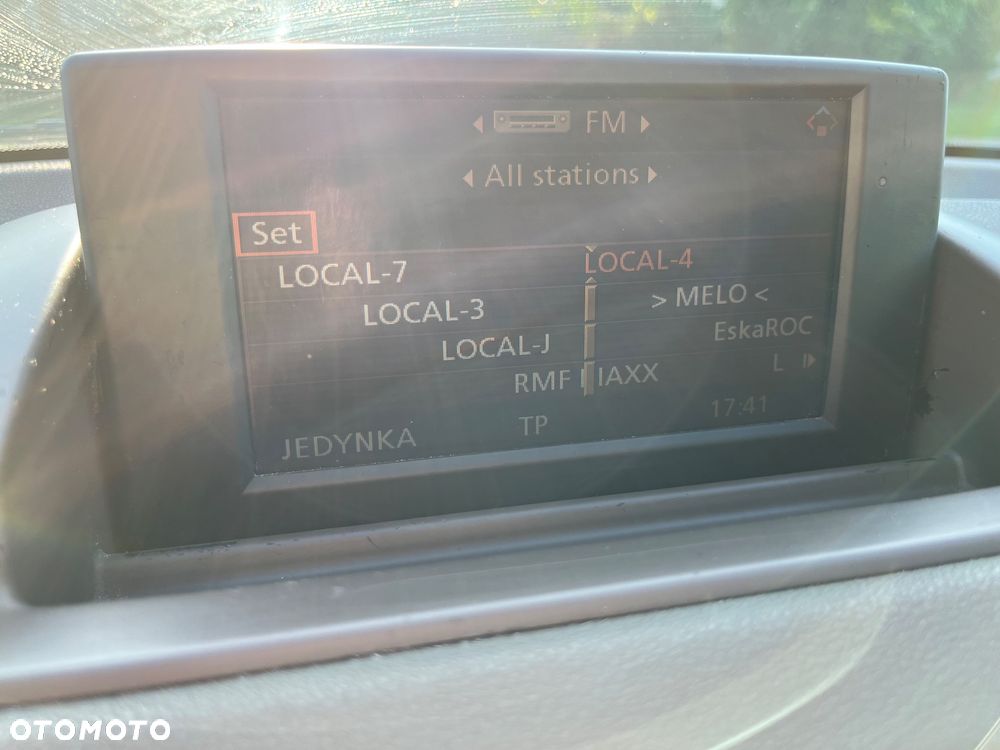 FM
All stations
Set
LOCAL-7 LOCAL-4
LOCAL-3 > MELO <
LOCAL-J EskaROC
RMF MAXX L
JEDYNKA TP 17:41
OTOMOTO